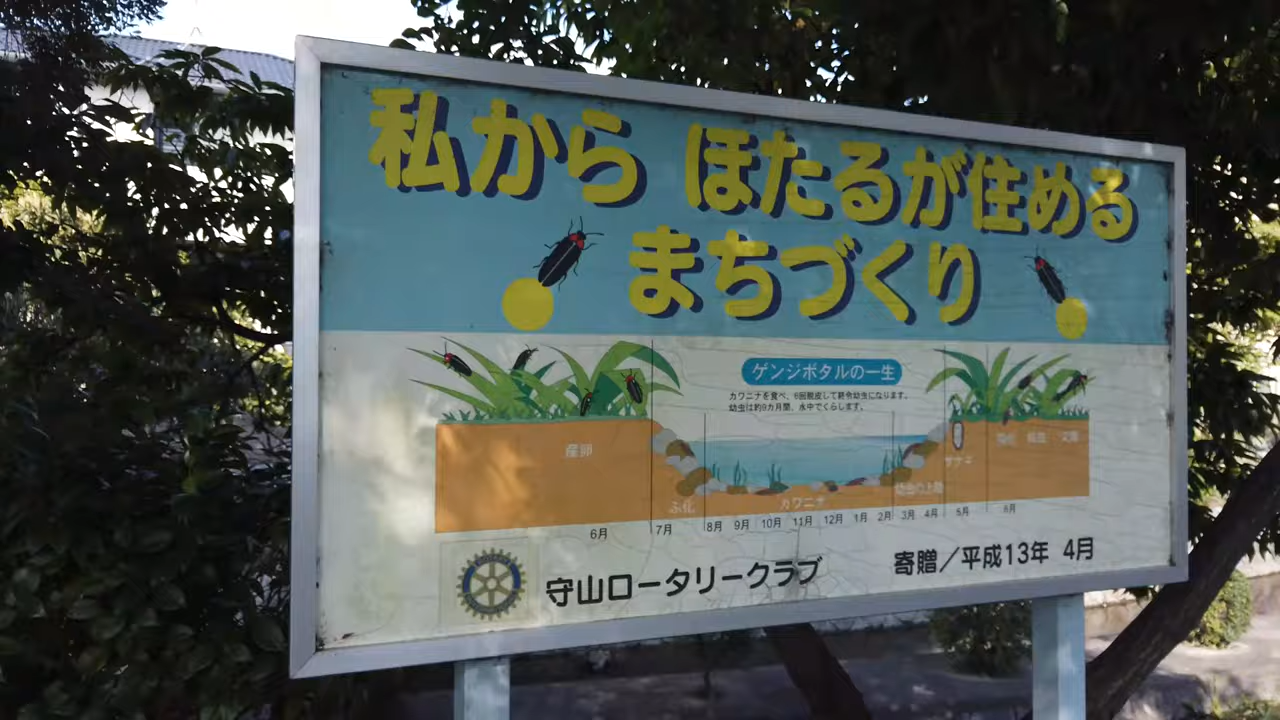 私から ほたるが住める
まちづくり
ゲンジボタルの一生
カワニナを食べ、6回脱皮して終令幼虫になります。
幼虫は約9カ月間、水中でくらします。
産卵
ふ化
カワニナ
幼虫の上陸
サナギ
6月 7月 8月 9月 10月 11月 12月 1月 2月 3月 4月 5月 6月
守山ロータリークラブ
寄贈/平成13年 4月